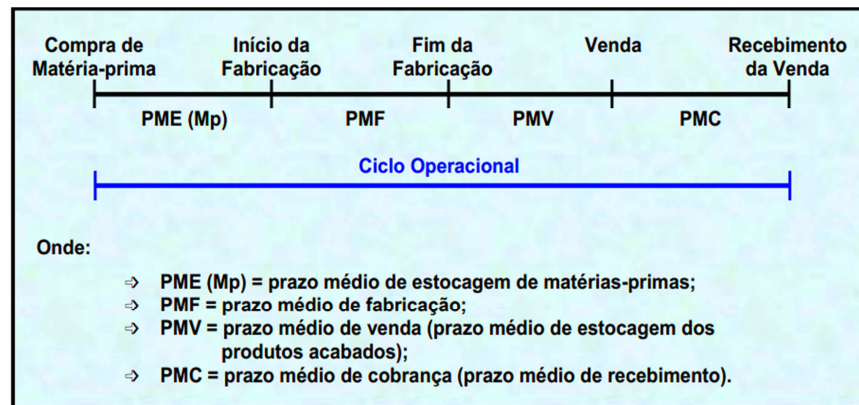 Compra de Matéria-prima
Início da Fabricação
Fim da Fabricação
Venda
Recebimento da Venda
PME (Mp)
PMF
PMV
PMC
Ciclo Operacional
Onde:
⇨ PME (Mp) = prazo médio de estocagem de matérias-primas;
⇨ PMF = prazo médio de fabricação;
⇨ PMV = prazo médio de venda (prazo médio de estocagem dos
produtos acabados);
⇨ PMC = prazo médio de cobrança (prazo médio de recebimento).